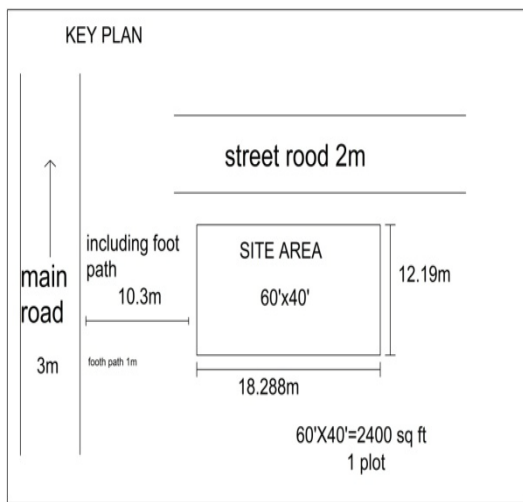 KEY PLAN
street rood 2m
including foot
path
10.3m
main
road
3m
footh path 1m
SITE AREA
60'x40'
12.19m
18.288m
60'X40'=2400 sq ft
1 plot